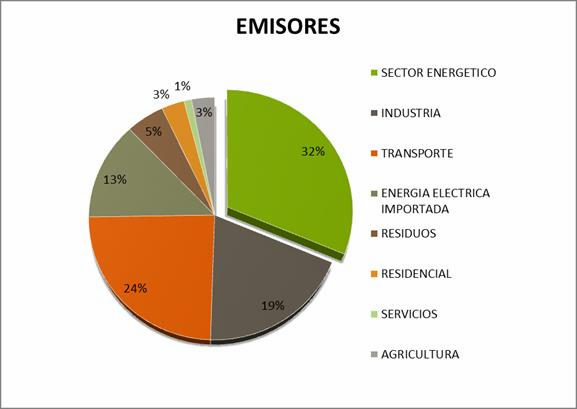 EMISORES
1%
3%
3%
5%
32%
13%
24%
19%
SECTOR ENERGETICO
INDUSTRIA
TRANSPORTE
ENERGIA ELECTRICA
IMPORTADA
RESIDUOS
RESIDENCIAL
SERVICIOS
AGRICULTURA